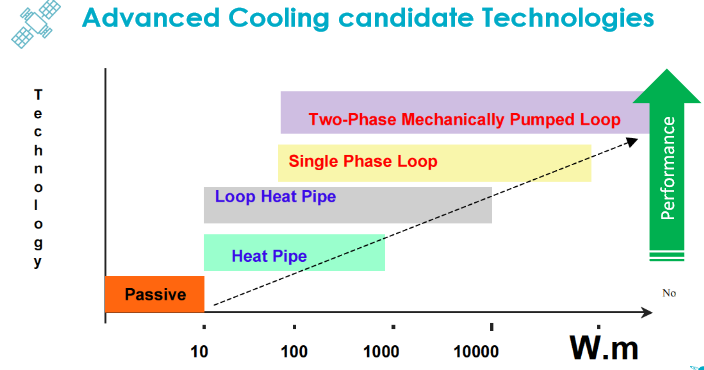 Advanced Cooling candidate Technologies
Technology
Two-Phase Mechanically Pumped Loop
Single Phase Loop
Loop Heat Pipe
Heat Pipe
Passive
Performance
No
10
100
1000
10000
W.m